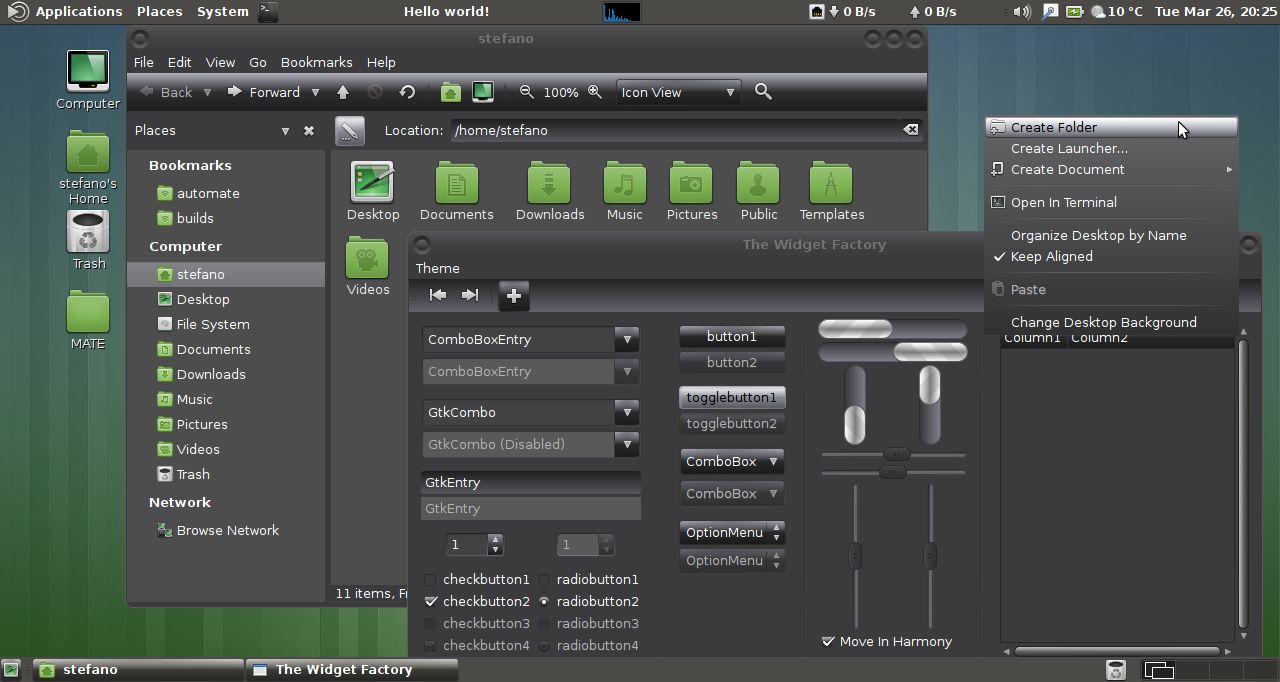 Applications Places System Hello world! 0 B/s 0 B/s 10 °C Tue Mar 26, 20:25
Computer
stefano's
Home
Trash
MATE
stefano
File Edit View Go Bookmarks Help
Back Forward 100% Icon View
Places Location: /home/stefano
Bookmarks
automate
builds
Computer
stefano
Desktop
File System
Documents
Downloads
Music
Pictures
Videos
Trash
Network
Browse Network
Desktop Documents Downloads Music Pictures Public Templates
Videos
11 items, Fr
The Widget Factory
Theme
ComboBoxEntry
ComboBoxEntry
GtkCombo
GtkCombo (Disabled)
GtkEntry
GtkEntry
1 1
checkbutton1 radiobutton1
checkbutton2 radiobutton2
checkbutton3 radiobutton3
checkbutton4 radiobutton4
button1
button2
togglebutton1
togglebutton2
ComboBox
ComboBox
OptionMenu
OptionMenu
Move In Harmony
Column1 Column2
Create Folder
Create Launcher...
Create Document
Open In Terminal
Organize Desktop by Name
Keep Aligned
Paste
Change Desktop Background
stefano The Widget Factory